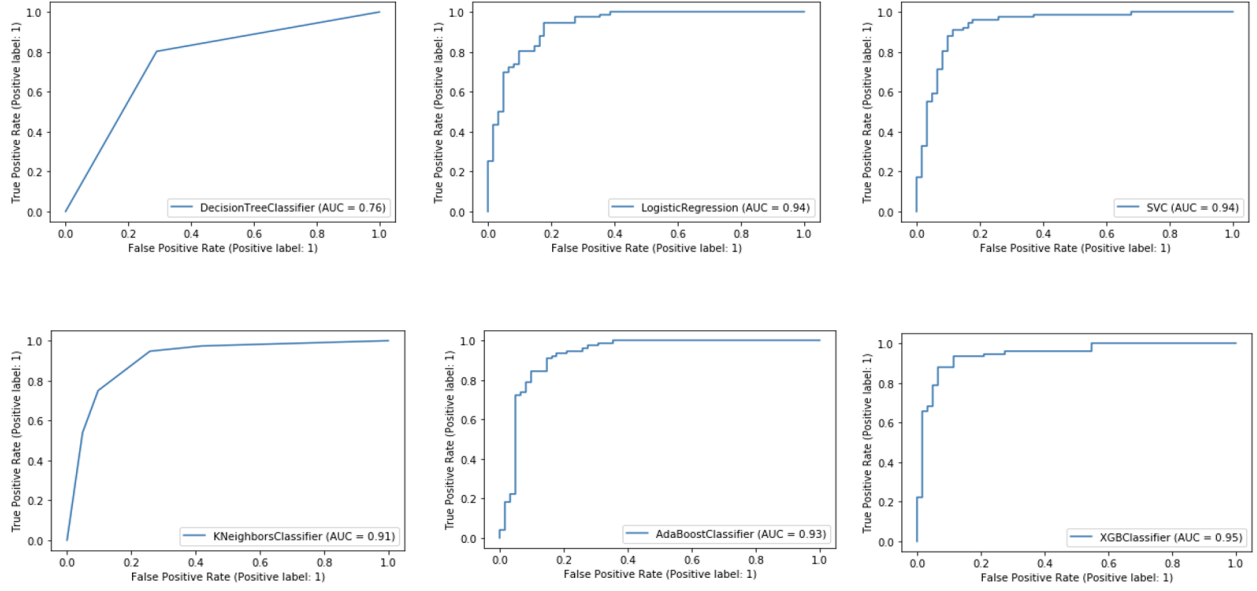 1.0
0.8
0.6
0.4
0.2
0.0
True Positive Rate (Positive label: 1)
DecisionTreeClassifier (AUC = 0.76)
0.0 0.2 0.4 0.6 0.8 1.0
False Positive Rate (Positive label: 1)
1.0
0.8
0.6
0.4
0.2
0.0
True Positive Rate (Positive label: 1)
LogisticRegression (AUC = 0.94)
0.0 0.2 0.4 0.6 0.8 1.0
False Positive Rate (Positive label: 1)
1.0
0.8
0.6
0.4
0.2
0.0
True Positive Rate (Positive label: 1)
SVC (AUC = 0.94)
0.0 0.2 0.4 0.6 0.8 1.0
False Positive Rate (Positive label: 1)
1.0
0.8
0.6
0.4
0.2
0.0
True Positive Rate (Positive label: 1)
KNeighborsClassifier (AUC = 0.91)
0.0 0.2 0.4 0.6 0.8 1.0
False Positive Rate (Positive label: 1)
1.0
0.8
0.6
0.4
0.2
0.0
True Positive Rate (Positive label: 1)
AdaBoostClassifier (AUC = 0.93)
0.0 0.2 0.4 0.6 0.8 1.0
False Positive Rate (Positive label: 1)
1.0
0.8
0.6
0.4
0.2
0.0
True Positive Rate (Positive label: 1)
XGBClassifier (AUC = 0.95)
0.0 0.2 0.4 0.6 0.8 1.0
False Positive Rate (Positive label: 1)